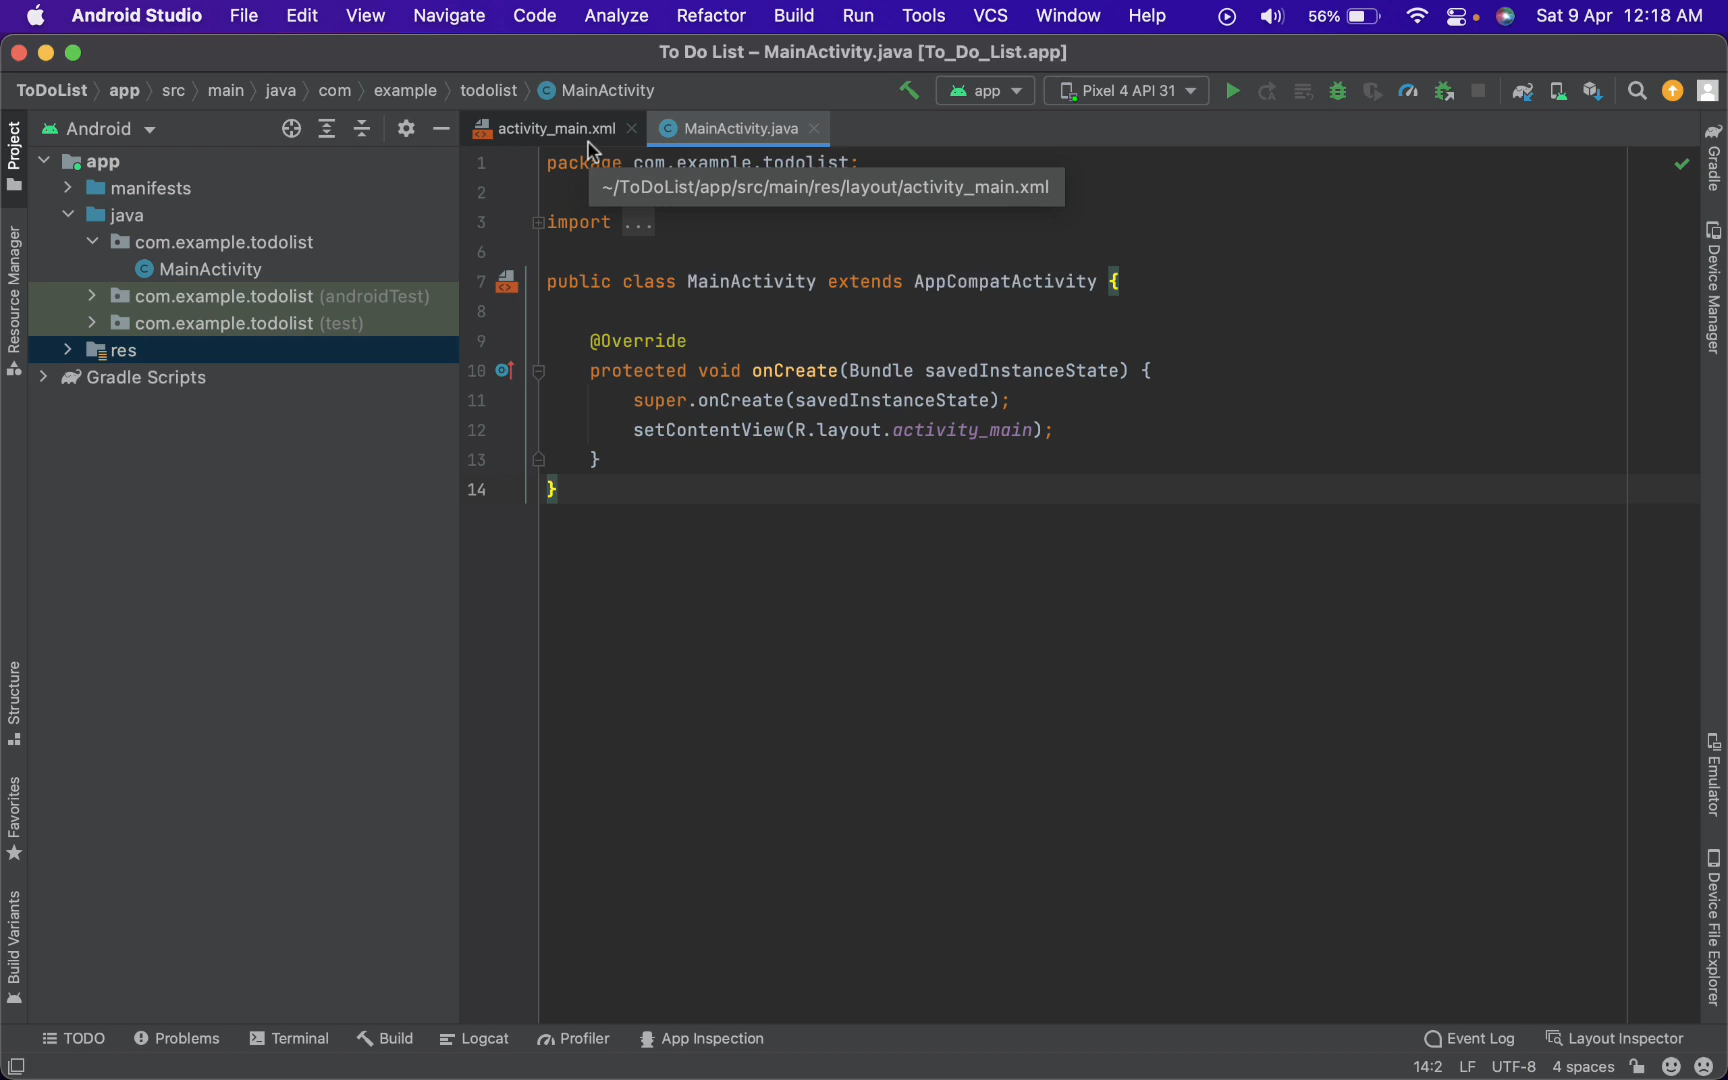 Android Studio File Edit View Navigate Code Analyze Refactor Build Run Tools VCS Window Help 56% Sat 9 Apr 12:18 AM
To Do List – MainActivity.java [To_Do_List.app]
ToDoList app src main java com example todolist C MainActivity app Pixel 4 API 31
Project
Android
activity_main.xml
C MainActivity.java
Gradle
app
manifests
java
com.example.todolist
C MainActivity
com.example.todolist (androidTest)
com.example.todolist (test)
res
Gradle Scripts
Resource Manager
Structure
Favorites
Build Variants
1 package com.example.todolist;
~/ToDoList/app/src/main/res/layout/activity_main.xml
2
3 import ...
6
7 public class MainActivity extends AppCompatActivity {
8
9 @Override
10 protected void onCreate(Bundle savedInstanceState) {
11 super.onCreate(savedInstanceState);
12 setContentView(R.layout.activity_main);
13 }
14 }
Device Manager
Emulator
Device File Explorer
TODO Problems Terminal Build Logcat Profiler App Inspection Event Log Layout Inspector
14:2 LF UTF-8 4 spaces